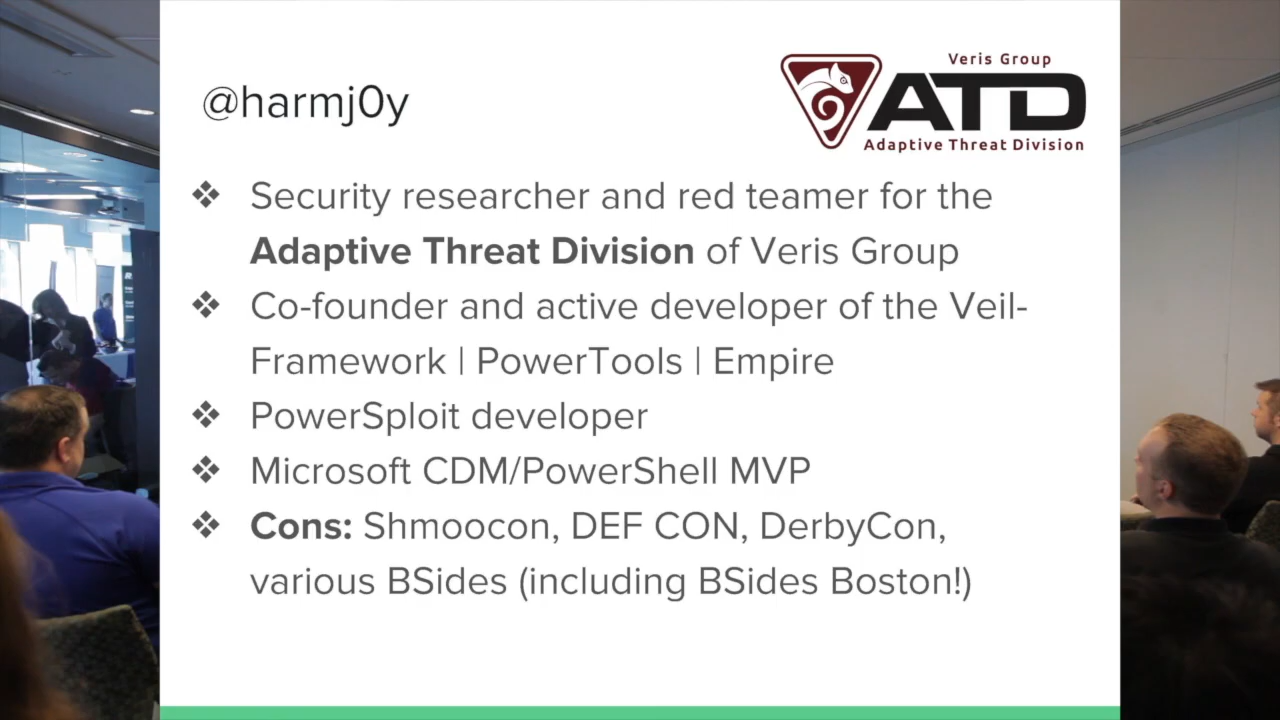 @harmj0y
Veris Group
ATD
Adaptive Threat Division
❖ Security researcher and red teamer for the
Adaptive Threat Division of Veris Group
❖ Co-founder and active developer of the Veil-
Framework | PowerTools | Empire
❖ PowerSploit developer
❖ Microsoft CDM/PowerShell MVP
❖ Cons: Shmoocon, DEF CON, DerbyCon,
various BSides (including BSides Boston!)